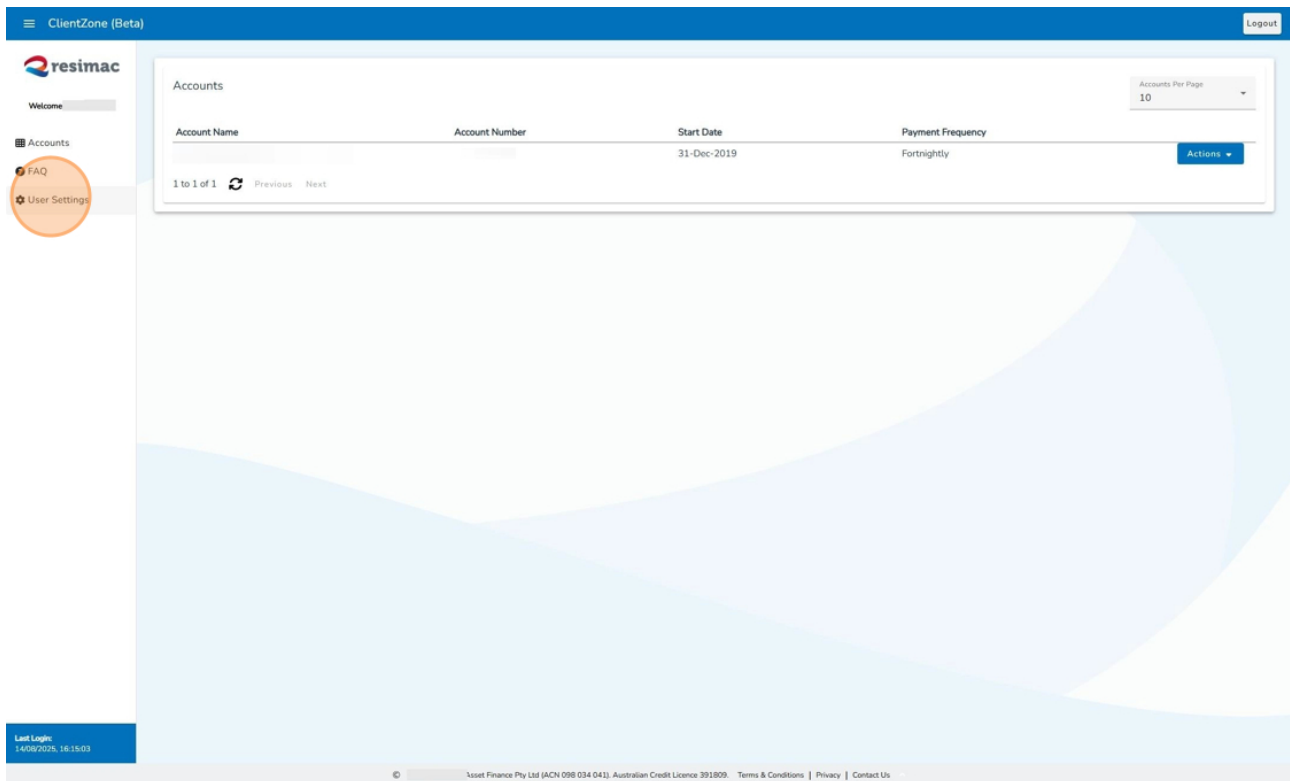 ClientZone (Beta)
Logout
resimac
Welcome
Accounts
FAQ
User Settings
Accounts
Accounts Per Page
10
Account Name Account Number Start Date Payment Frequency
31-Dec-2019 Fortnightly Actions
1 to 1 of 1 Previous Next
Last Login:
14/08/2025, 16:15:03
© Asset Finance Pty Ltd (ACN 098 034 041). Australian Credit Licence 391809. Terms & Conditions | Privacy | Contact Us